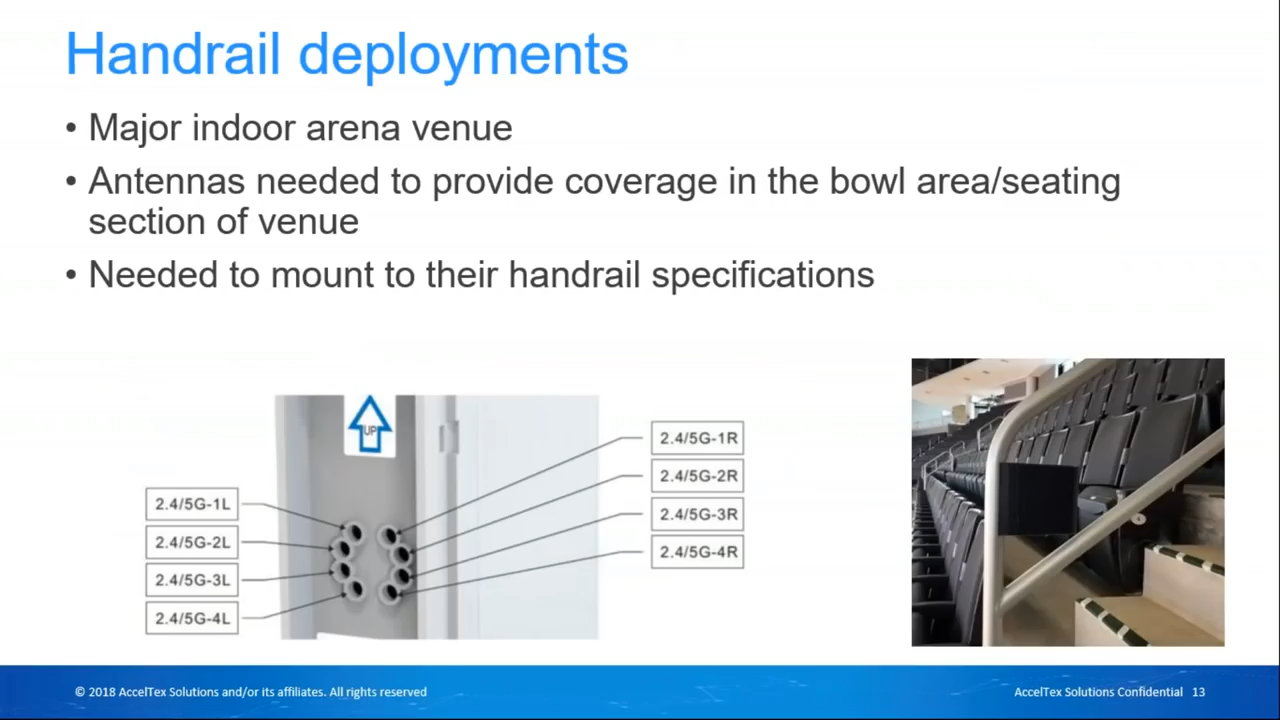 Handrail deployments
• Major indoor arena venue
• Antennas needed to provide coverage in the bowl area/seating
section of venue
• Needed to mount to their handrail specifications
UP
2.4/5G-1L
2.4/5G-2L
2.4/5G-3L
2.4/5G-4L
2.4/5G-1R
2.4/5G-2R
2.4/5G-3R
2.4/5G-4R
© 2018 AccelTex Solutions and/or its affiliates. All rights reserved
AccelTex Solutions Confidential 13